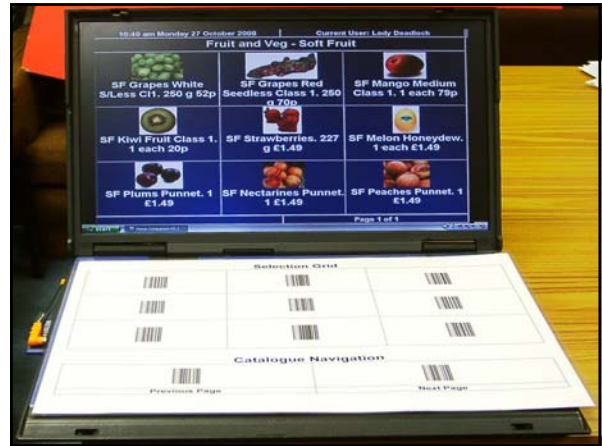 10:40 am Monday 27 October 2008 Current User: Lady Deadlock
Fruit and Veg - Soft Fruit
SF Grapes White
S/Less Cl1. 250 g 52p
SF Grapes Red
Seedless Class 1. 250
g 70p
SF Mango Medium
Class 1. 1 each 79p
SF Kiwi Fruit Class 1.
1 each 20p
SF Strawberries. 227
g £1.49
SF Melon Honeydew.
1 each £1.49
SF Plums Punnet. 1
£1.49
SF Nectarines Punnet.
1 £1.49
SF Peaches Punnet. 1
£1.49
Page 1 of 1
start
Selection Grid
Catalogue Navigation
Previous Page
Next Page